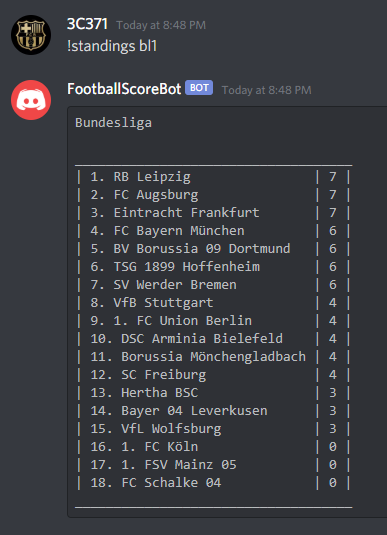 3C371 Today at 8:48 PM
!standings bl1
FootballScoreBot BOT Today at 8:48 PM
Bundesliga
| 1. RB Leipzig | 7 |
| 2. FC Augsburg | 7 |
| 3. Eintracht Frankfurt | 7 |
| 4. FC Bayern München | 6 |
| 5. BV Borussia 09 Dortmund | 6 |
| 6. TSG 1899 Hoffenheim | 6 |
| 7. SV Werder Bremen | 6 |
| 8. VfB Stuttgart | 4 |
| 9. 1. FC Union Berlin | 4 |
| 10. DSC Arminia Bielefeld | 4 |
| 11. Borussia Mönchengladbach | 4 |
| 12. SC Freiburg | 4 |
| 13. Hertha BSC | 3 |
| 14. Bayer 04 Leverkusen | 3 |
| 15. VfL Wolfsburg | 3 |
| 16. 1. FC Köln | 0 |
| 17. 1. FSV Mainz 05 | 0 |
| 18. FC Schalke 04 | 0 |